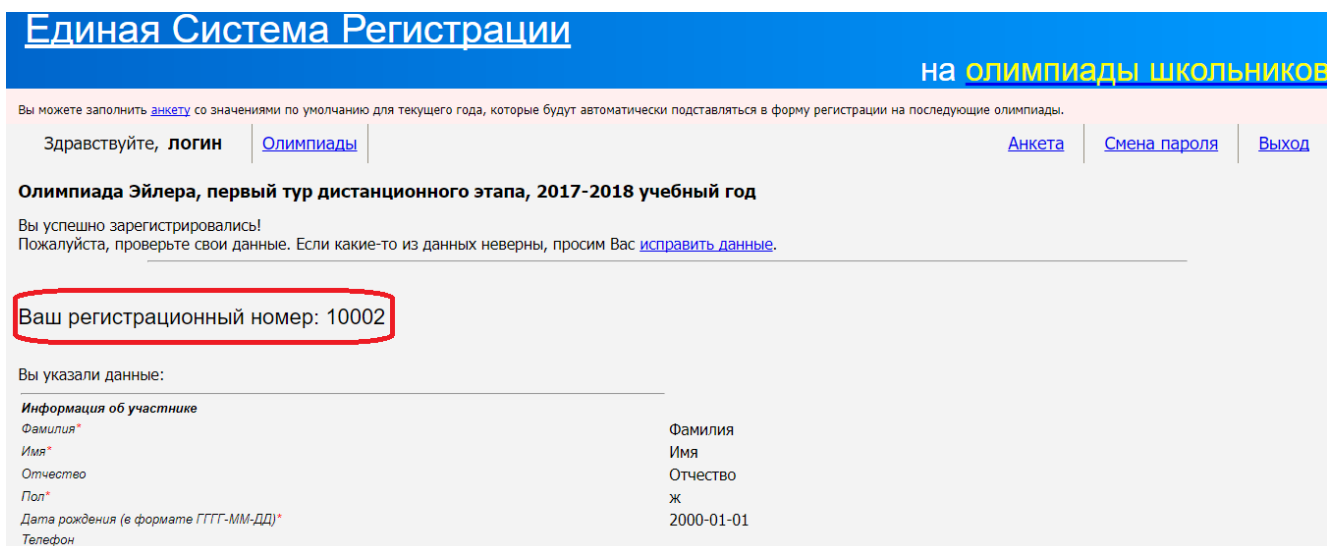 Единая Система Регистрации
на олимпиады школьников
Вы можете заполнить анкету со значениями по умолчанию для текущего года, которые будут автоматически подставляться в форму регистрации на последующие олимпиады.
Здравствуйте, логин Олимпиады Анкета Смена пароля Выход
Олимпиада Эйлера, первый тур дистанционного этапа, 2017-2018 учебный год
Вы успешно зарегистрировались!
Пожалуйста, проверьте свои данные. Если какие-то из данных неверны, просим Вас исправить данные.
Ваш регистрационный номер: 10002
Вы указали данные:
Информация об участнике
Фамилия* Фамилия
Имя* Имя
Отчество Отчество
Пол* ж
Дата рождения (в формате ГГГГ-ММ-ДД)* 2000-01-01
Телефон